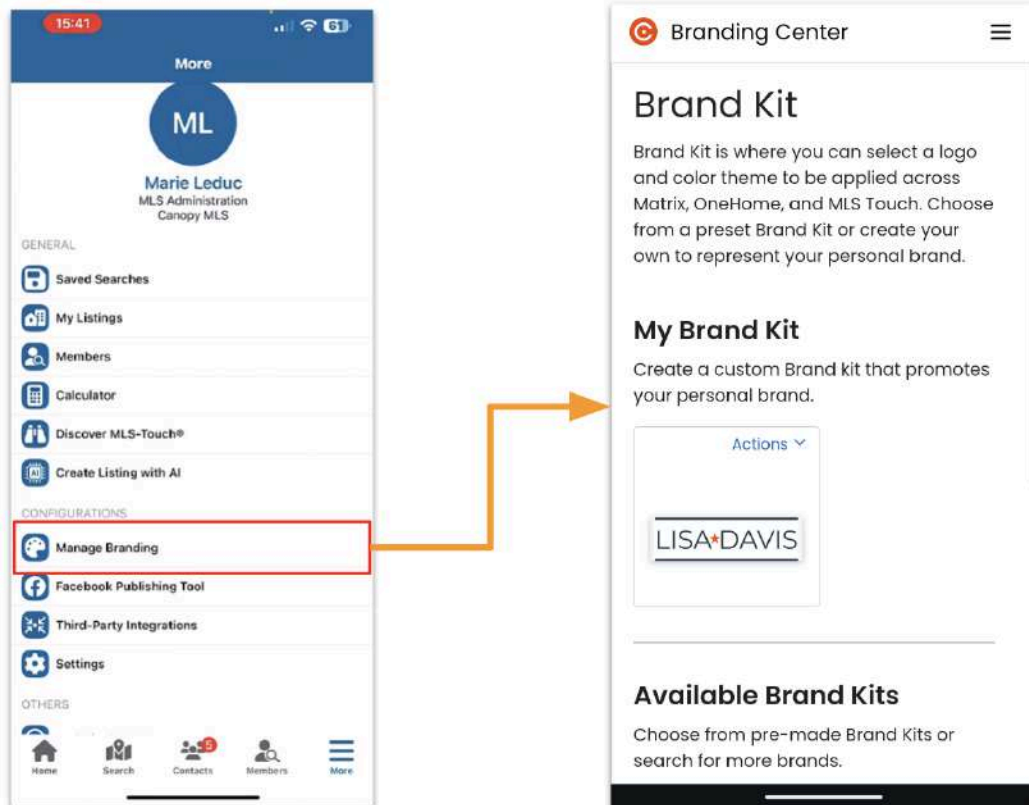 15:41
61
More
ML
Marie Leduc
MLS Administration
Canopy MLS
GENERAL
Saved Searches
My Listings
Members
Calculator
Discover MLS-Touch®
AI
Create Listing with AI
CONFIGURATIONS
Manage Branding
Facebook Publishing Tool
Third-Party Integrations
Settings
OTHERS
5
Home
Search
Contacts
Members
More
Branding Center
Brand Kit
Brand Kit is where you can select a logo
and color theme to be applied across
Matrix, OneHome, and MLS Touch. Choose
from a preset Brand Kit or create your
own to represent your personal brand.
My Brand Kit
Create a custom Brand kit that promotes
your personal brand.
Actions
LISA★DAVIS
Available Brand Kits
Choose from pre-made Brand Kits or
search for more brands.